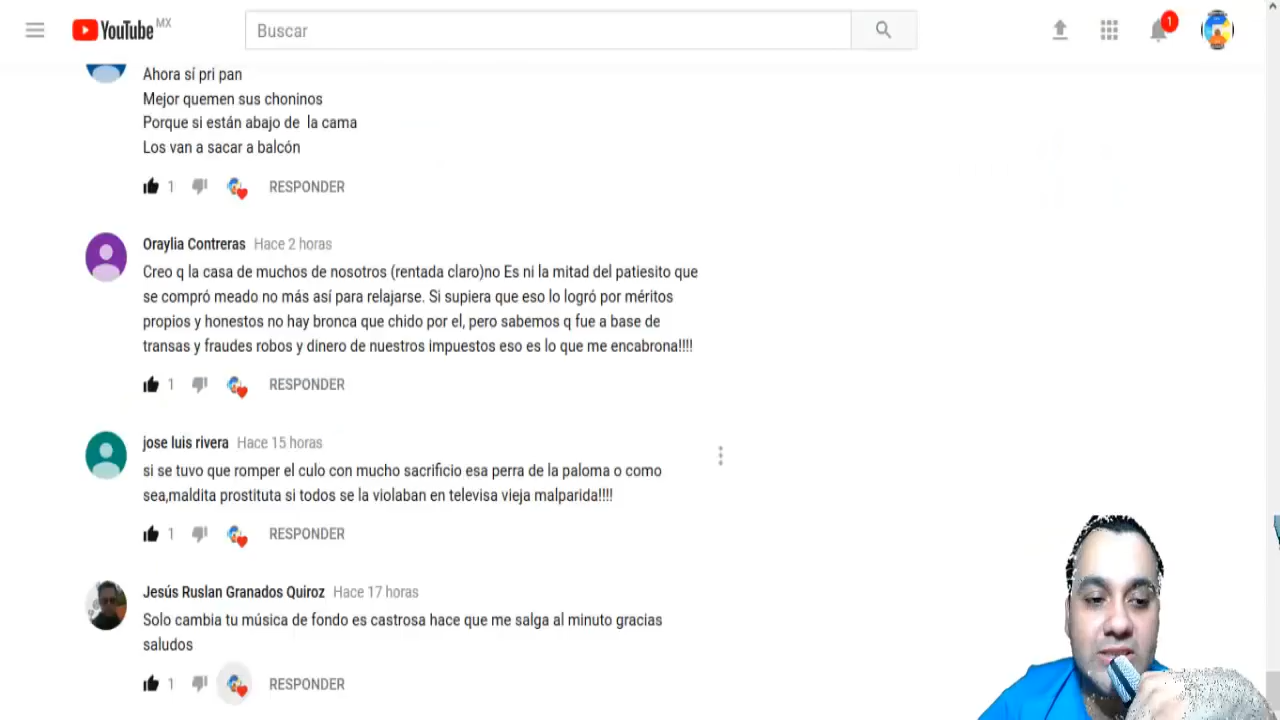 YouTube MX
Buscar
1
Ahora sí pri pan
Mejor quemen sus choninos
Porque si están abajo de la cama
Los van a sacar a balcón
1 RESPONDER
Oraylia Contreras Hace 2 horas
Creo q la casa de muchos de nosotros (rentada claro)no Es ni la mitad del patiesito que
se compró meado no más así para relajarse. Si supiera que eso lo logró por méritos
propios y honestos no hay bronca que chido por el, pero sabemos q fue a base de
transas y fraudes robos y dinero de nuestros impuestos eso es lo que me encabrona!!!!
1 RESPONDER
jose luis rivera Hace 15 horas
si se tuvo que romper el culo con mucho sacrificio esa perra de la paloma o como
sea,maldita prostituta si todos se la violaban en televisa vieja malparida!!!!
1 RESPONDER
Jesús Ruslan Granados Quiroz Hace 17 horas
Solo cambia tu música de fondo es castrosa hace que me salga al minuto gracias
saludos
1 RESPONDER